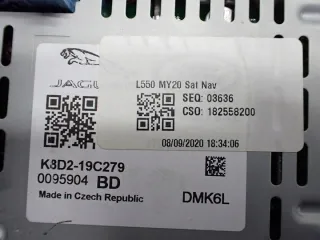 JAGU
L550 MY20 Sat Nav
SEQ: 03636
CSO: 182558200
08/09/2020 18:34:06
K8D2-19C279
0095904 BD
Made in Czech Republic
DMK6L